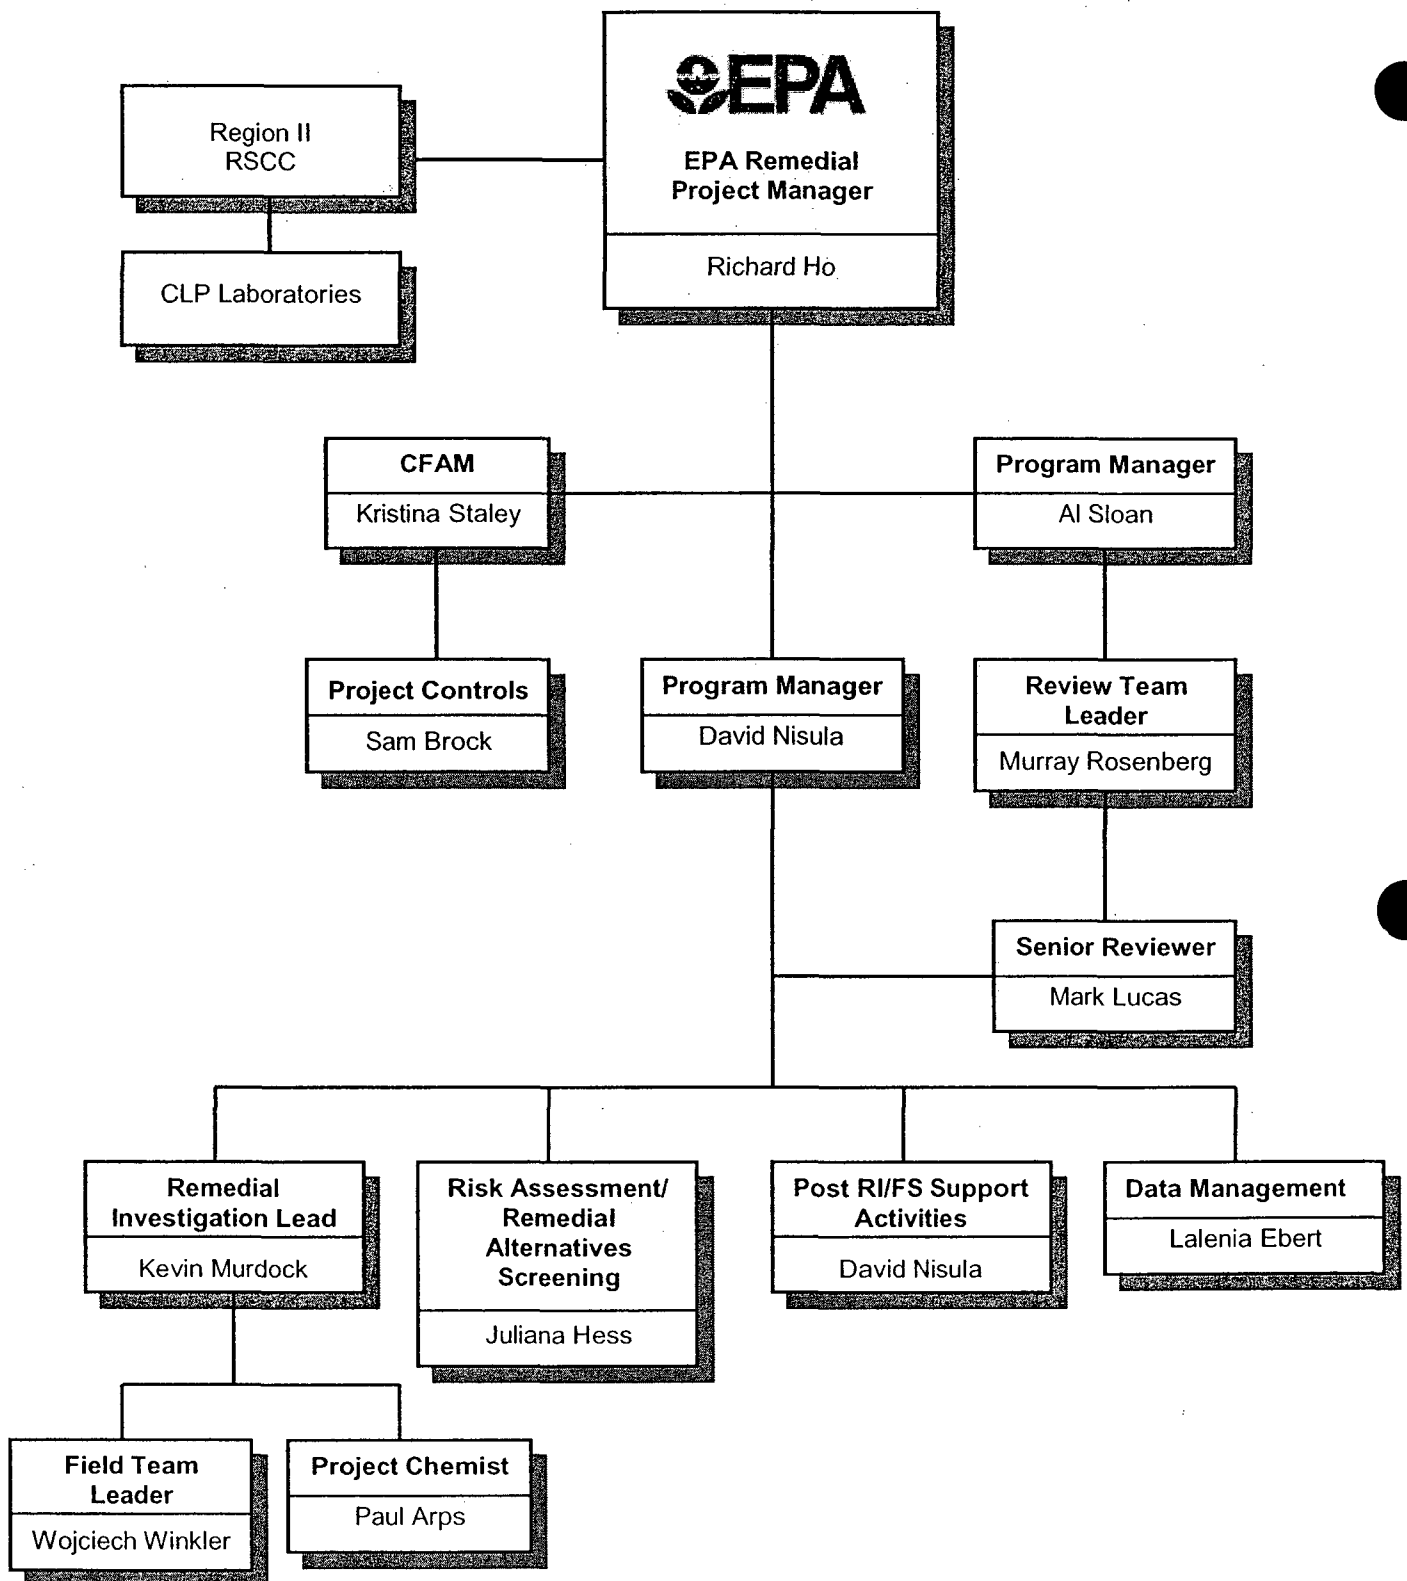 EPA
EPA Remedial
Project Manager
Richard Ho
Region II
RSCC
CLP Laboratories
CFAM
Kristina Staley
Program Manager
Al Sloan
Project Controls
Sam Brock
Program Manager
David Nisula
Review Team
Leader
Murray Rosenberg
Senior Reviewer
Mark Lucas
Remedial
Investigation Lead
Kevin Murdock
Risk Assessment/
Remedial
Alternatives
Screening
Juliana Hess
Post RI/FS Support
Activities
David Nisula
Data Management
Lalenia Ebert
Field Team
Leader
Wojciech Winkler
Project Chemist
Paul Arps